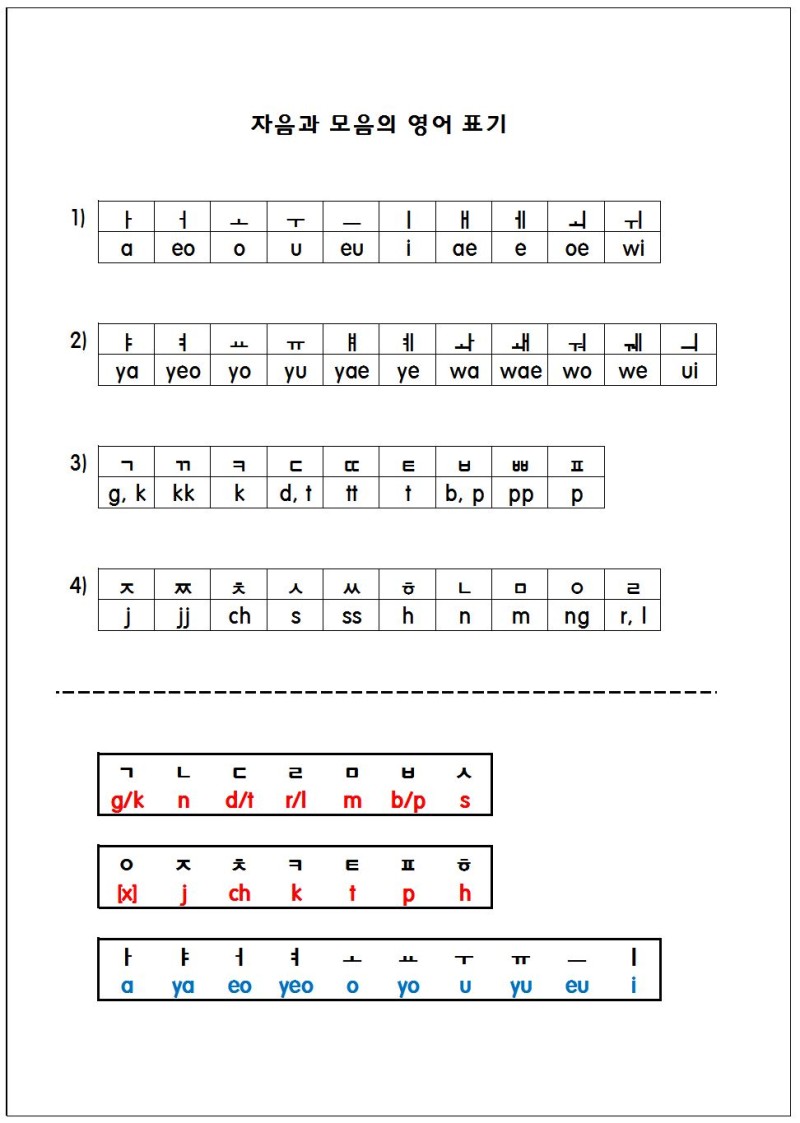 자음과 모음의 영어 표기
1) ㅏ ㅓ ㅗ ㅜ ㅡ ㅣ ㅐ ㅔ ㅚ ㅟ
a eo o u eu i ae e oe wi
2) ㅑ ㅕ ㅛ ㅠ ㅒ ㅖ ㅘ ㅙ ㅝ ㅞ ㅢ
ya yeo yo yu yae ye wa wae wo we ui
3) ㄱ ㄲ ㅋ ㄷ ㄸ ㅌ ㅂ ㅃ ㅍ
g, k kk k d, t tt t b, p pp p
4) ㅈ ㅉ ㅊ ㅅ ㅆ ㅎ ㄴ ㅁ ㅇ ㄹ
j jj ch s ss h n m ng r, l
ㄱ ㄴ ㄷ ㄹ ㅁ ㅂ ㅅ
g/k n d/t r/l m b/p s
ㅇ ㅈ ㅊ ㅋ ㅌ ㅍ ㅎ
[x] j ch k t p h
ㅏ ㅑ ㅓ ㅕ ㅗ ㅛ ㅜ ㅠ ㅡ ㅣ
a ya eo yeo o yo u yu eu i